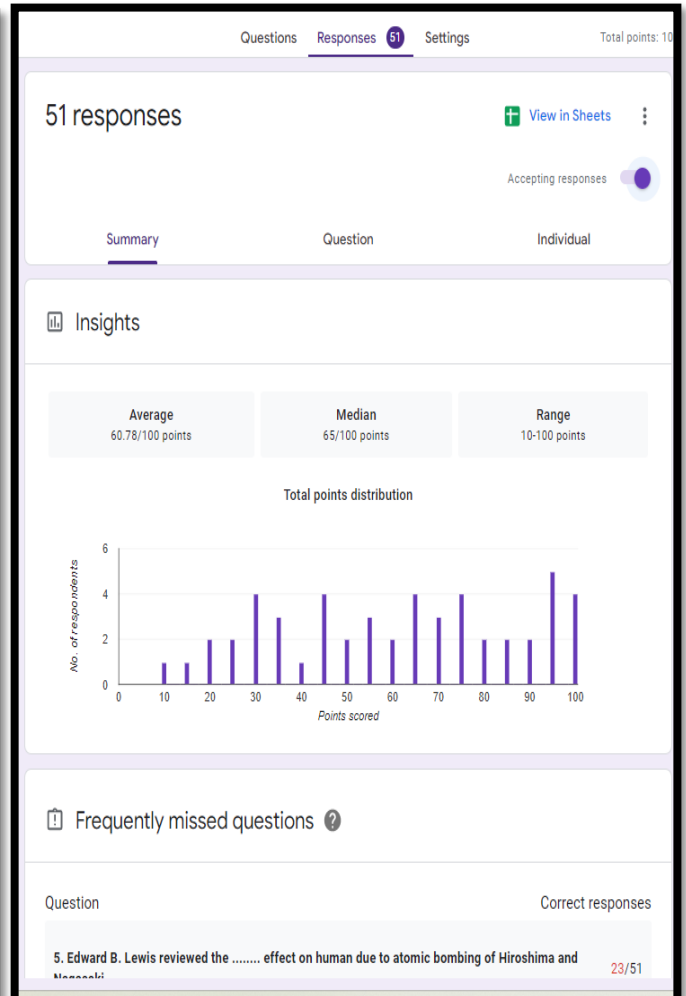 Questions Responses 51 Settings Total points: 10
51 responses
View in Sheets
Accepting responses
Summary Question Individual
Insights
Average Median Range
60.78/100 points 65/100 points 10-100 points
Total points distribution
6
4
2
0
No. of respondents
0 10 20 30 40 50 60 70 80 90 100
Points scored
Frequently missed questions ?
Question Correct responses
5. Edward B. Lewis reviewed the ........ effect on human due to atomic bombing of Hiroshima and
Nagasaki 23/51